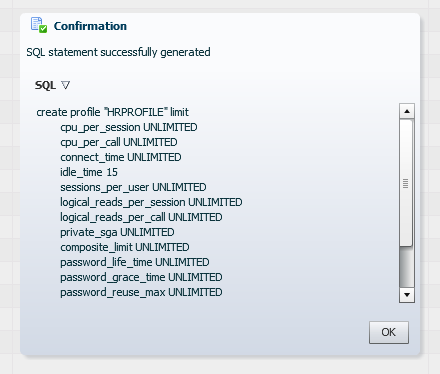 Confirmation
SQL statement successfully generated
SQL ▽
create profile "HRPROFILE" limit
cpu_per_session UNLIMITED
cpu_per_call UNLIMITED
connect_time UNLIMITED
idle_time 15
sessions_per_user UNLIMITED
logical_reads_per_session UNLIMITED
logical_reads_per_call UNLIMITED
private_sga UNLIMITED
composite_limit UNLIMITED
password_life_time UNLIMITED
password_grace_time UNLIMITED
password_reuse_max UNLIMITED
OK